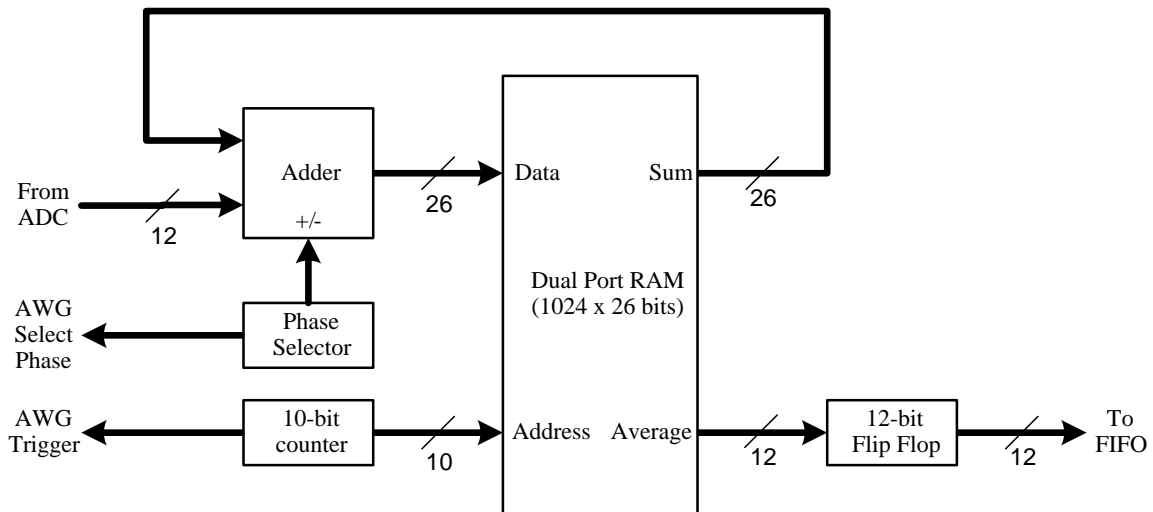 Adder
+/-
From
ADC
12
26
Data
Sum
26
Dual Port RAM
(1024 x 26 bits)
AWG
Select
Phase
Phase
Selector
AWG
Trigger
10-bit
counter
10
Address
Average
12
12-bit
Flip Flop
12
To
FIFO